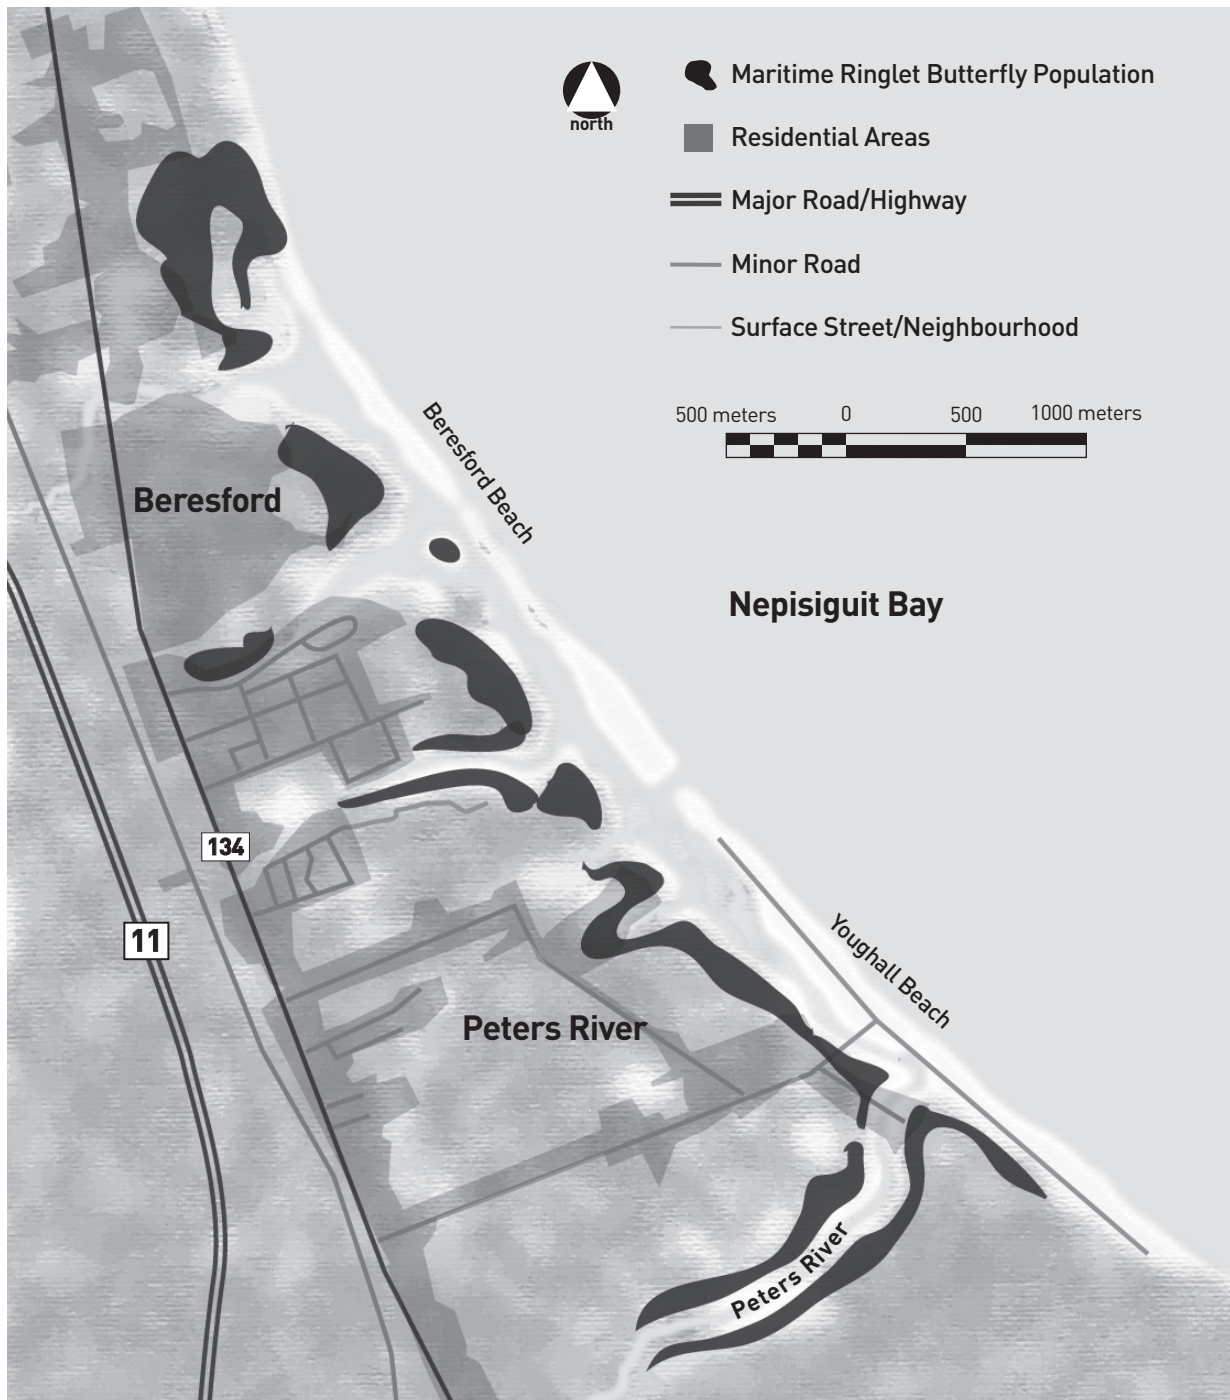 north
Maritime Ringlet Butterfly Population
Residential Areas
Major Road/Highway
Minor Road
Surface Street/Neighbourhood
500 meters 0 500 1000 meters
Beresford Beach
Beresford
Nepisiguit Bay
134
11
Youghall Beach
Peters River
Peters River